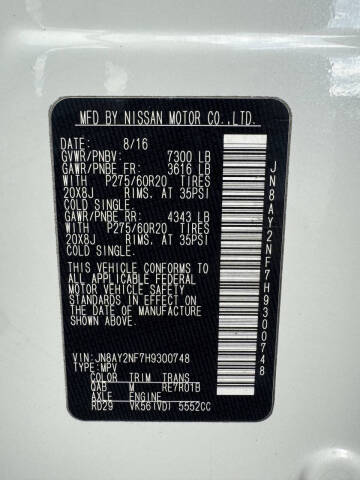 MFD BY NISSAN MOTOR CO.,LTD.
DATE: 8/16
GVWR/PNBV: 7300 LB
GAWR/PNBE FR: 3616 LB
WITH P275/60R20 TIRES
20X8J RIMS. AT 35PSI
COLD SINGLE.
GAWR/PNBE RR: 4343 LB
WITH P275/60R20 TIRES
20X8J RIMS. AT 35PSI
COLD SINGLE.
THIS VEHICLE CONFORMS TO
ALL APPLICABLE FEDERAL
MOTOR VEHICLE SAFETY
STANDARDS IN EFFECT ON
THE DATE OF MANUFACTURE
SHOWN ABOVE.
VIN: JN8AY2NF7H9300748
TYPE: MPV
COLOR TRIM TRANS
QAB M RE7R01B
AXLE ENGINE
RD29 VK56(VD) 5552CC
JN8AY2NF7H9300748